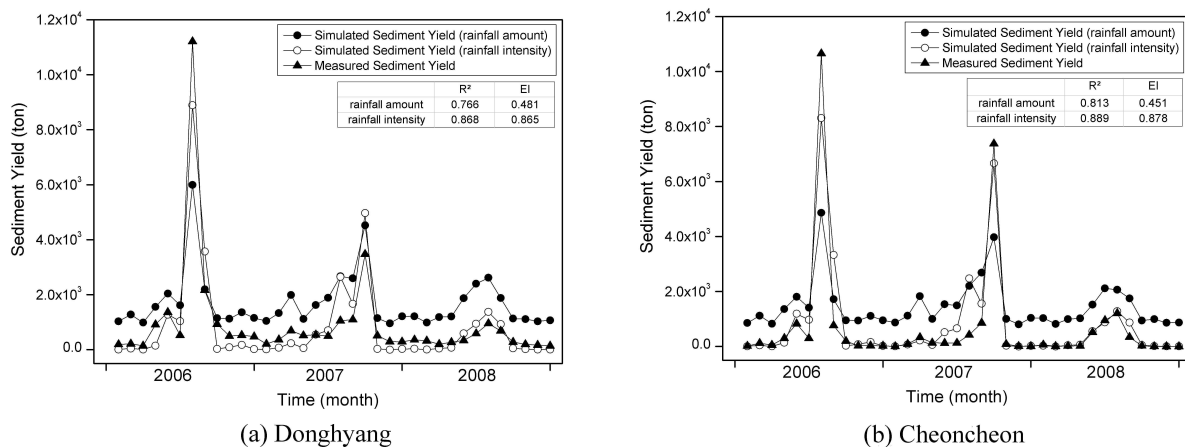 1.2x10⁴
1.0x10⁴
8.0x10³
6.0x10³
4.0x10³
2.0x10³
0.0
Sediment Yield (ton)
Simulated Sediment Yield (rainfall amount)
Simulated Sediment Yield (rainfall intensity)
Measured Sediment Yield
R² EI
rainfall amount 0.766 0.481
rainfall intensity 0.868 0.865
2006 2007 2008
Time (month)
(a) Donghyang
1.2x10⁴
1.0x10⁴
8.0x10³
6.0x10³
4.0x10³
2.0x10³
0.0
Sediment Yield (ton)
Simulated Sediment Yield (rainfall amount)
Simulated Sediment Yield (rainfall intensity)
Measured Sediment Yield
R² EI
rainfall amount 0.813 0.451
rainfall intensity 0.889 0.878
2006 2007 2008
Time (month)
(b) Cheoncheon